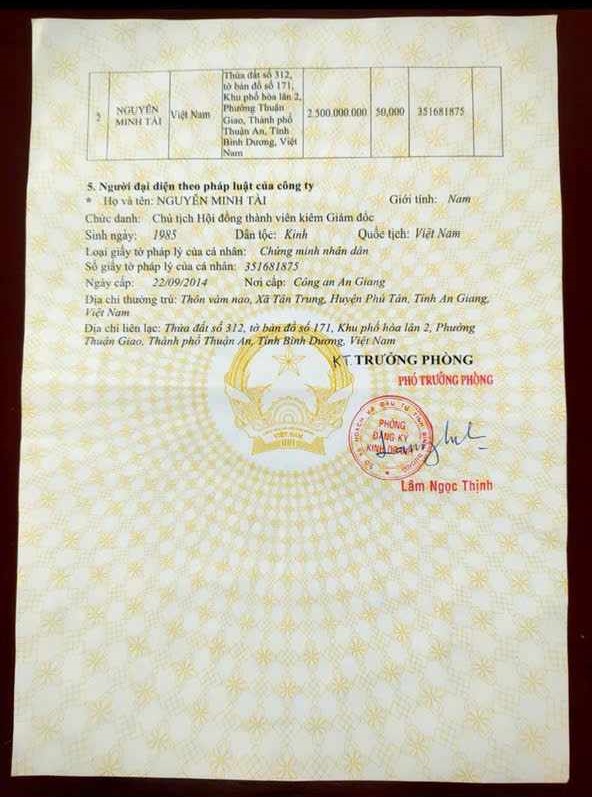 2
NGUYỄN MINH TÀI
Việt Nam
Thửa đất số 312,
tờ bản đồ số 171,
Khu phố hòa lân 2,
Phường Thuận
Giao, Thành phố
Thuận An, Tỉnh
Bình Dương, Việt
Nam
2.500.000.000
50,000
351681875
5. Người đại diện theo pháp luật của công ty
* Họ và tên: NGUYỄN MINH TÀI Giới tính: Nam
Chức danh: Chủ tịch Hội đồng thành viên kiêm Giám đốc
Sinh ngày: 1985 Dân tộc: Kinh Quốc tịch: Việt Nam
Loại giấy tờ pháp lý của cá nhân: Chứng minh nhân dân
Số giấy tờ pháp lý của cá nhân: 351681875
Ngày cấp: 22/09/2014 Nơi cấp: Công an An Giang
Địa chỉ thường trú: Thôn vàm nao, Xã Tân Trung, Huyện Phú Tân, Tỉnh An Giang,
Việt Nam
Địa chỉ liên lạc: Thửa đất số 312, tờ bản đồ số 171, Khu phố hòa lân 2, Phường
Thuận Giao, Thành phố Thuận An, Tỉnh Bình Dương, Việt Nam
KT. TRƯỞNG PHÒNG
PHÓ TRƯỞNG PHÒNG
PHÒNG
ĐĂNG KÝ
KINH DOANH
VIỆT NAM
Lâm Ngọc Thịnh